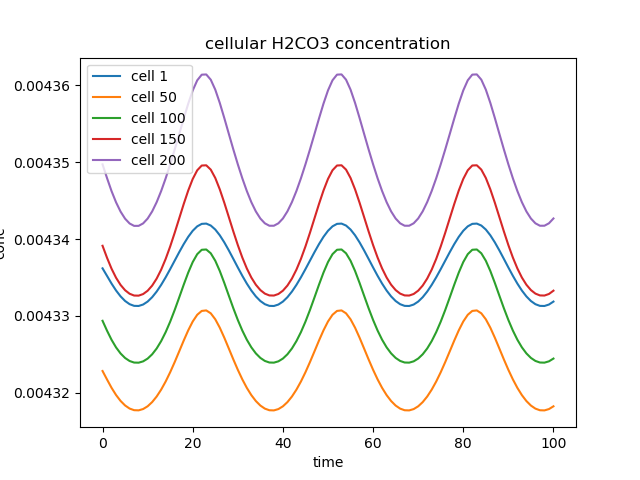 cellular H2CO3 concentration
0.00436
0.00435
0.00434
0.00433
0.00432
cell 1
cell 50
cell 100
cell 150
cell 200
0
20
40
60
80
100
time